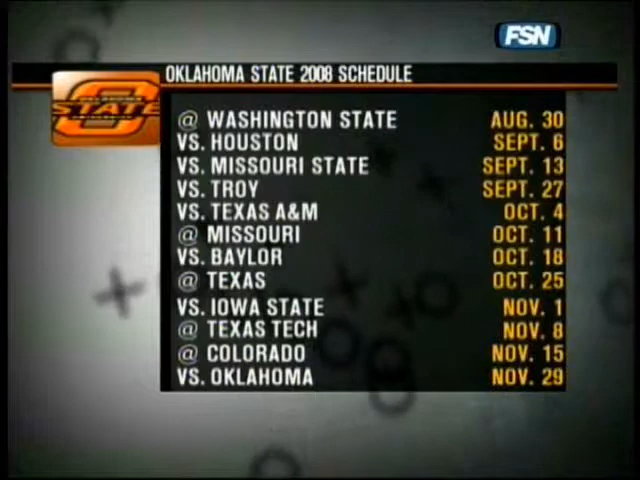 FSN
OKLAHOMA STATE 2008 SCHEDULE
STATE
@ WASHINGTON STATE AUG. 30
VS. HOUSTON SEPT. 6
VS. MISSOURI STATE SEPT. 13
VS. TROY SEPT. 27
VS. TEXAS A&M OCT. 4
@ MISSOURI OCT. 11
VS. BAYLOR OCT. 18
@ TEXAS OCT. 25
VS. IOWA STATE NOV. 1
@ TEXAS TECH NOV. 8
@ COLORADO NOV. 15
VS. OKLAHOMA NOV. 29